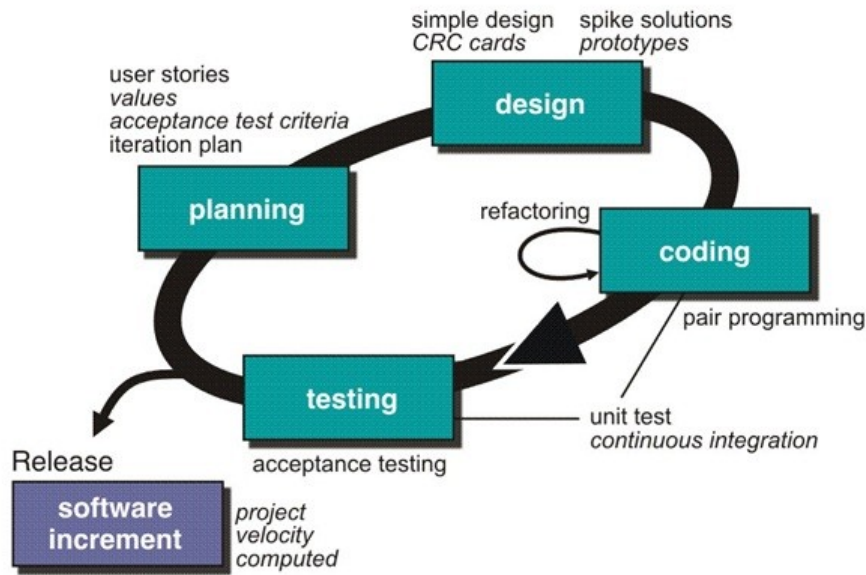 simple design
CRC cards
spike solutions
prototypes
design
user stories
values
acceptance test criteria
iteration plan
planning
refactoring
coding
pair programming
testing
unit test
continuous integration
acceptance testing
Release
software
increment
project
velocity
computed